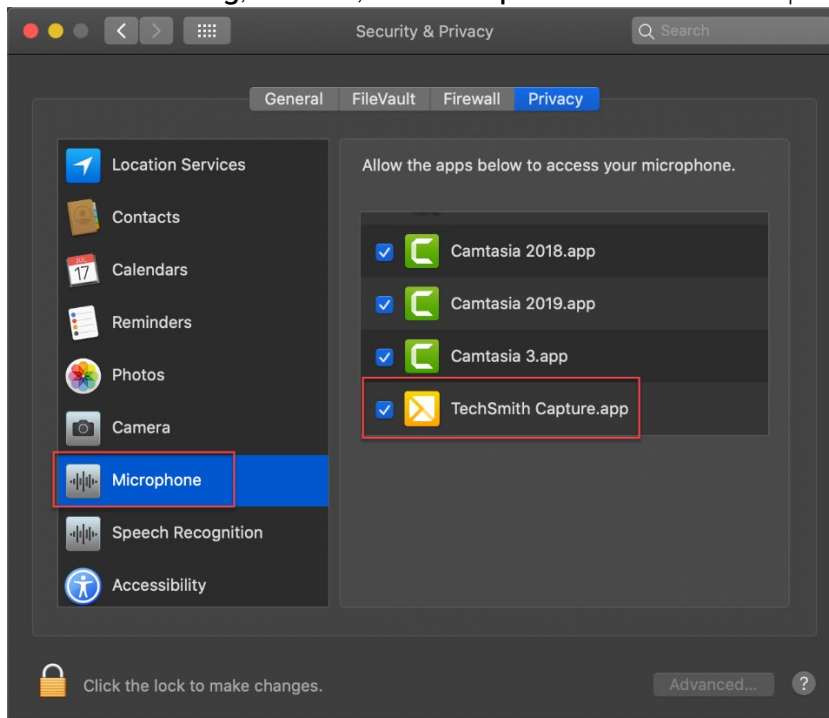 Security & Privacy
Search
General FileVault Firewall Privacy
Location Services
Contacts
JUL
17
Calendars
Reminders
Photos
Camera
Microphone
Speech Recognition
Accessibility
Allow the apps below to access your microphone.
Camtasia 2018.app
Camtasia 2019.app
Camtasia 3.app
TechSmith Capture.app
Click the lock to make changes.
Advanced...
?